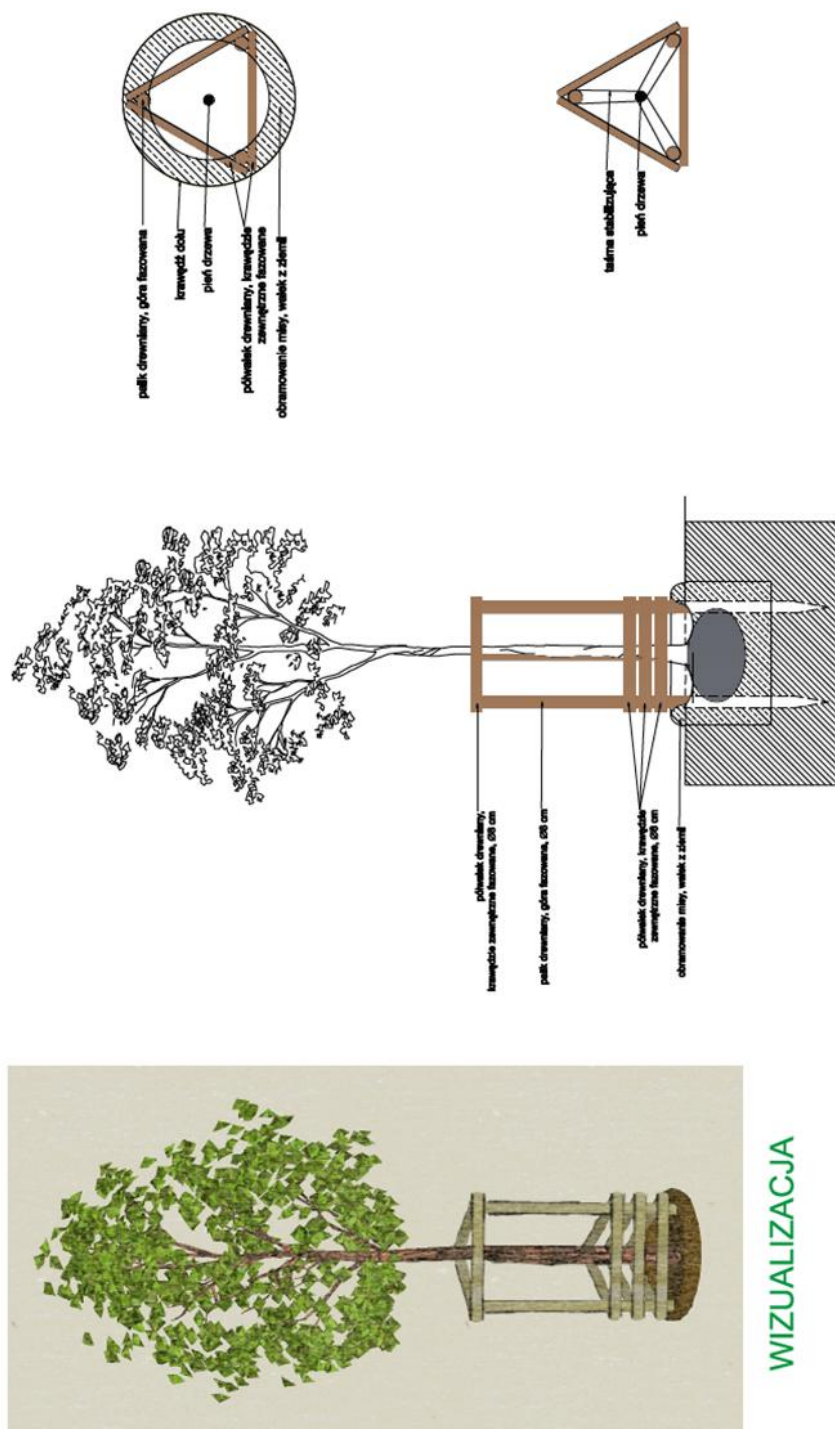 palik drewniany, góra fazowana
krawędź dołu
pień drzewa
półwałek drewniany, krawędzie
zewnętrzne fazowane
obramowanie misy, wałek z ziemi
taśma stabilizująca
pień drzewa
półwałek drewniany,
krawędzie zewnętrzne fazowane, Ø8 cm
palik drewniany, góra fazowana, Ø8 cm
półwałek drewniany, krawędzie
zewnętrzne fazowane, Ø8 cm
obramowanie misy, wałek z ziemi
WIZUALIZACJA